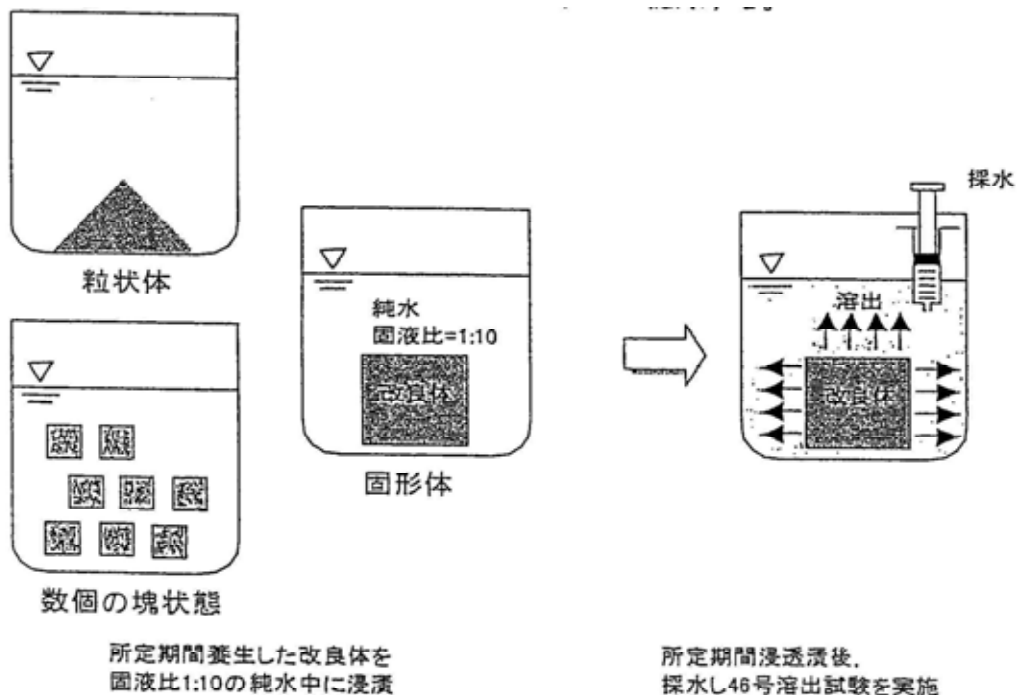 粒状体
数個の塊状態
純水
固液比=1:10
改良体
固形体
採水
溶出
改良体
所定期間養生した改良体を
固液比1:10の純水中に浸漬
所定期間浸透漬後,
採水し46号溶出試験を実施